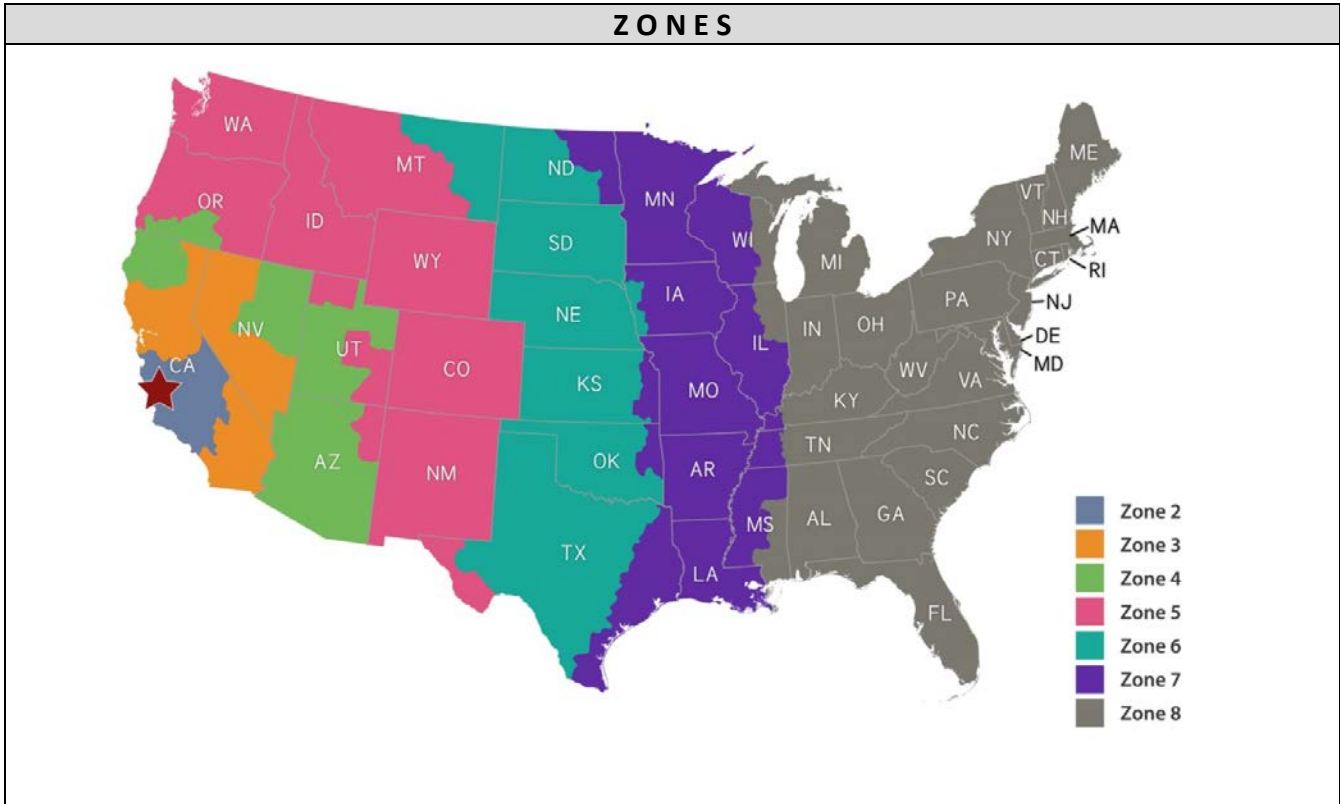 ZONES
WA
MT
ND
MN
ME
VT
NH
MA
OR
ID
SD
WI
MI
NY
CT
RI
WY
IA
PA
NJ
NV
NE
IL
IN
OH
DE
MD
CA
UT
CO
KS
MO
WV
VA
KY
AZ
NM
OK
AR
TN
NC
SC
TX
MS
AL
GA
LA
FL
Zone 2
Zone 3
Zone 4
Zone 5
Zone 6
Zone 7
Zone 8